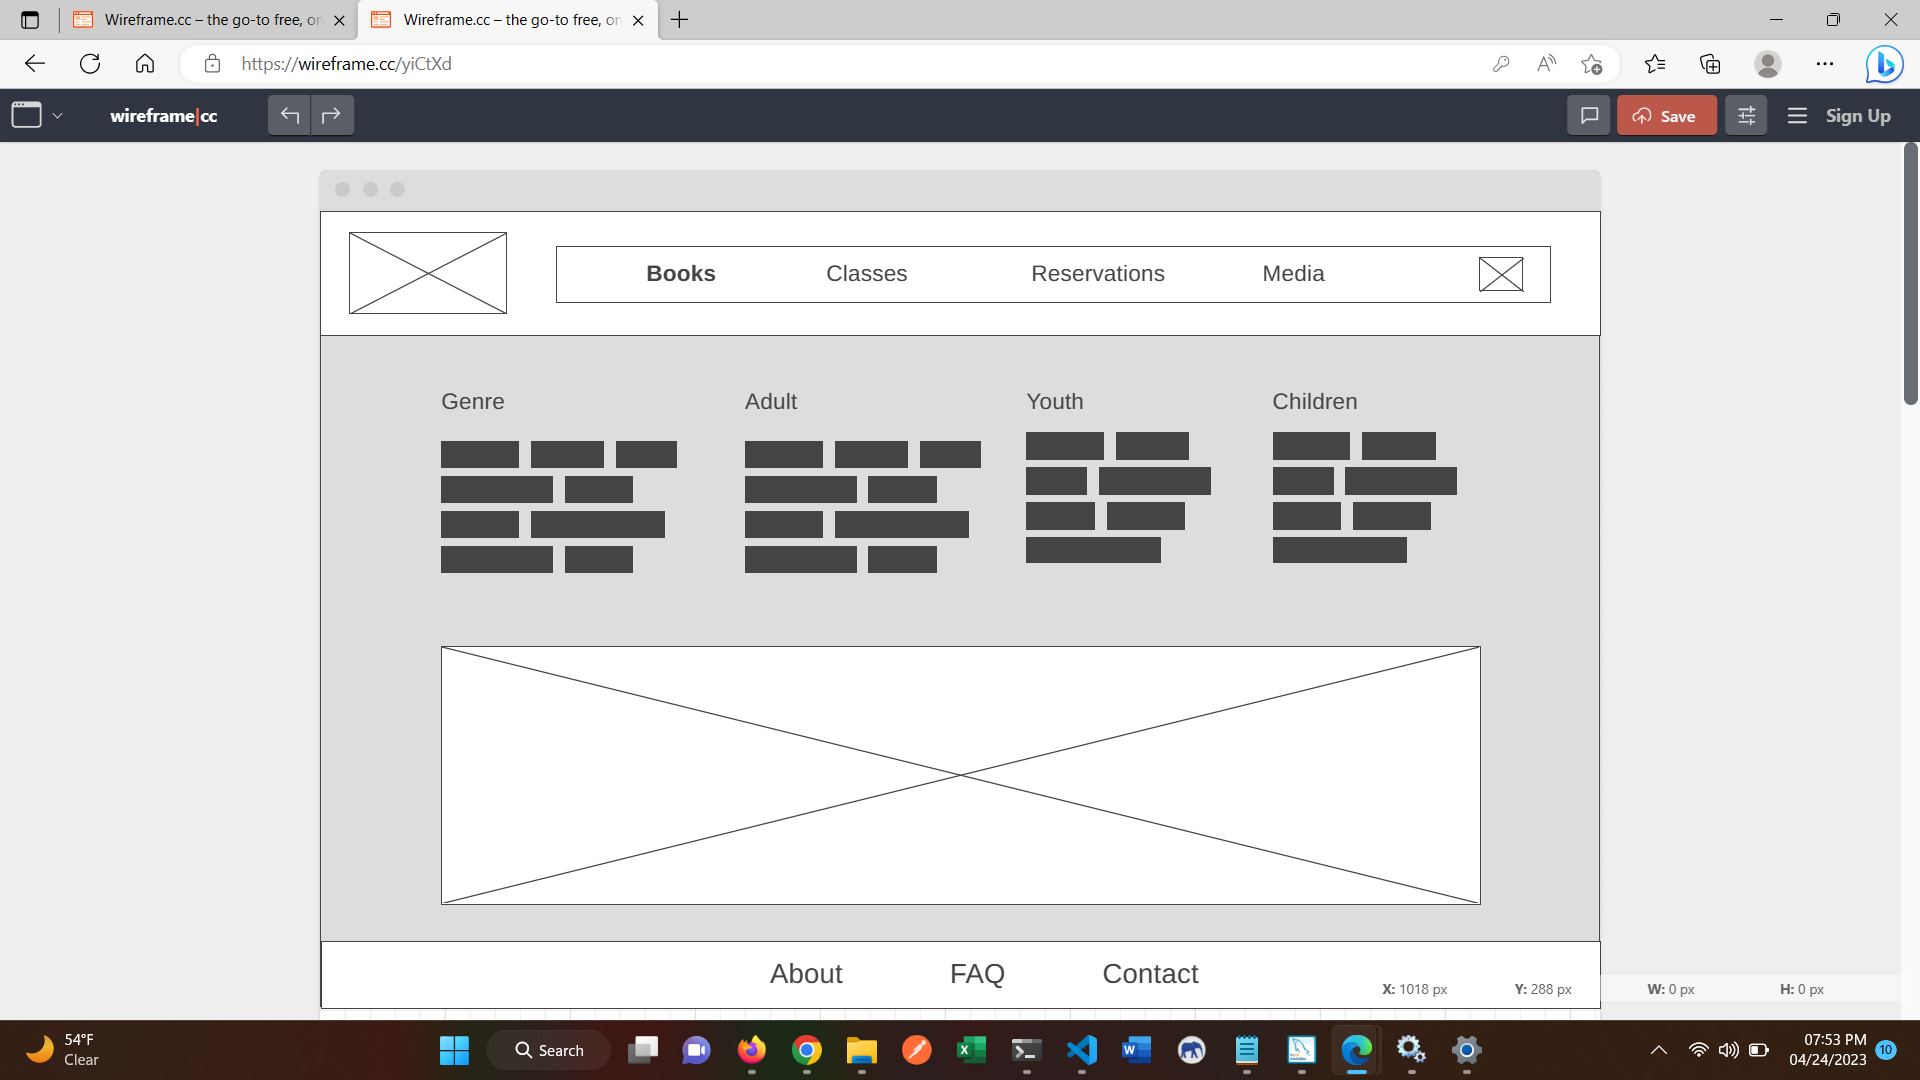 Wireframe.cc – the go-to free, on
Wireframe.cc – the go-to free, on
https://wireframe.cc/yiCtXd
wireframe|cc
Save
Sign Up
Books Classes Reservations Media
Genre Adult Youth Children
About FAQ Contact
X: 1018 px Y: 288 px W: 0 px H: 0 px
54°F
Clear
Search
07:53 PM
04/24/2023
10